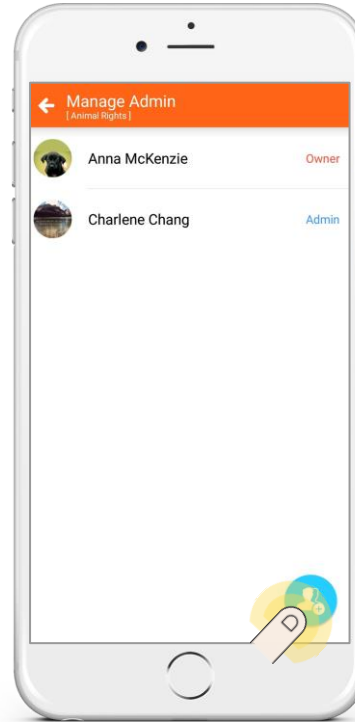 Manage Admin
[ Animal Rights ]
Anna McKenzie Owner
Charlene Chang Admin